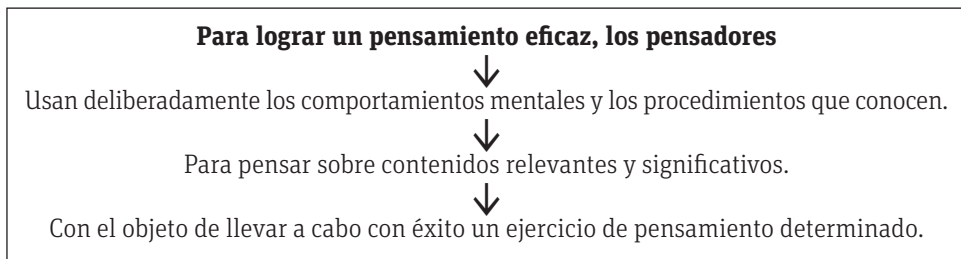 Para lograr un pensamiento eficaz, los pensadores
Usan deliberadamente los comportamientos mentales y los procedimientos que conocen.
Para pensar sobre contenidos relevantes y significativos.
Con el objeto de llevar a cabo con éxito un ejercicio de pensamiento determinado.